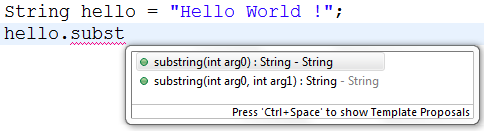 String hello = "Hello World !";
hello.subst
substring(int arg0) : String - String
substring(int arg0, int arg1) : String - String
Press 'Ctrl+Space' to show Template Proposals